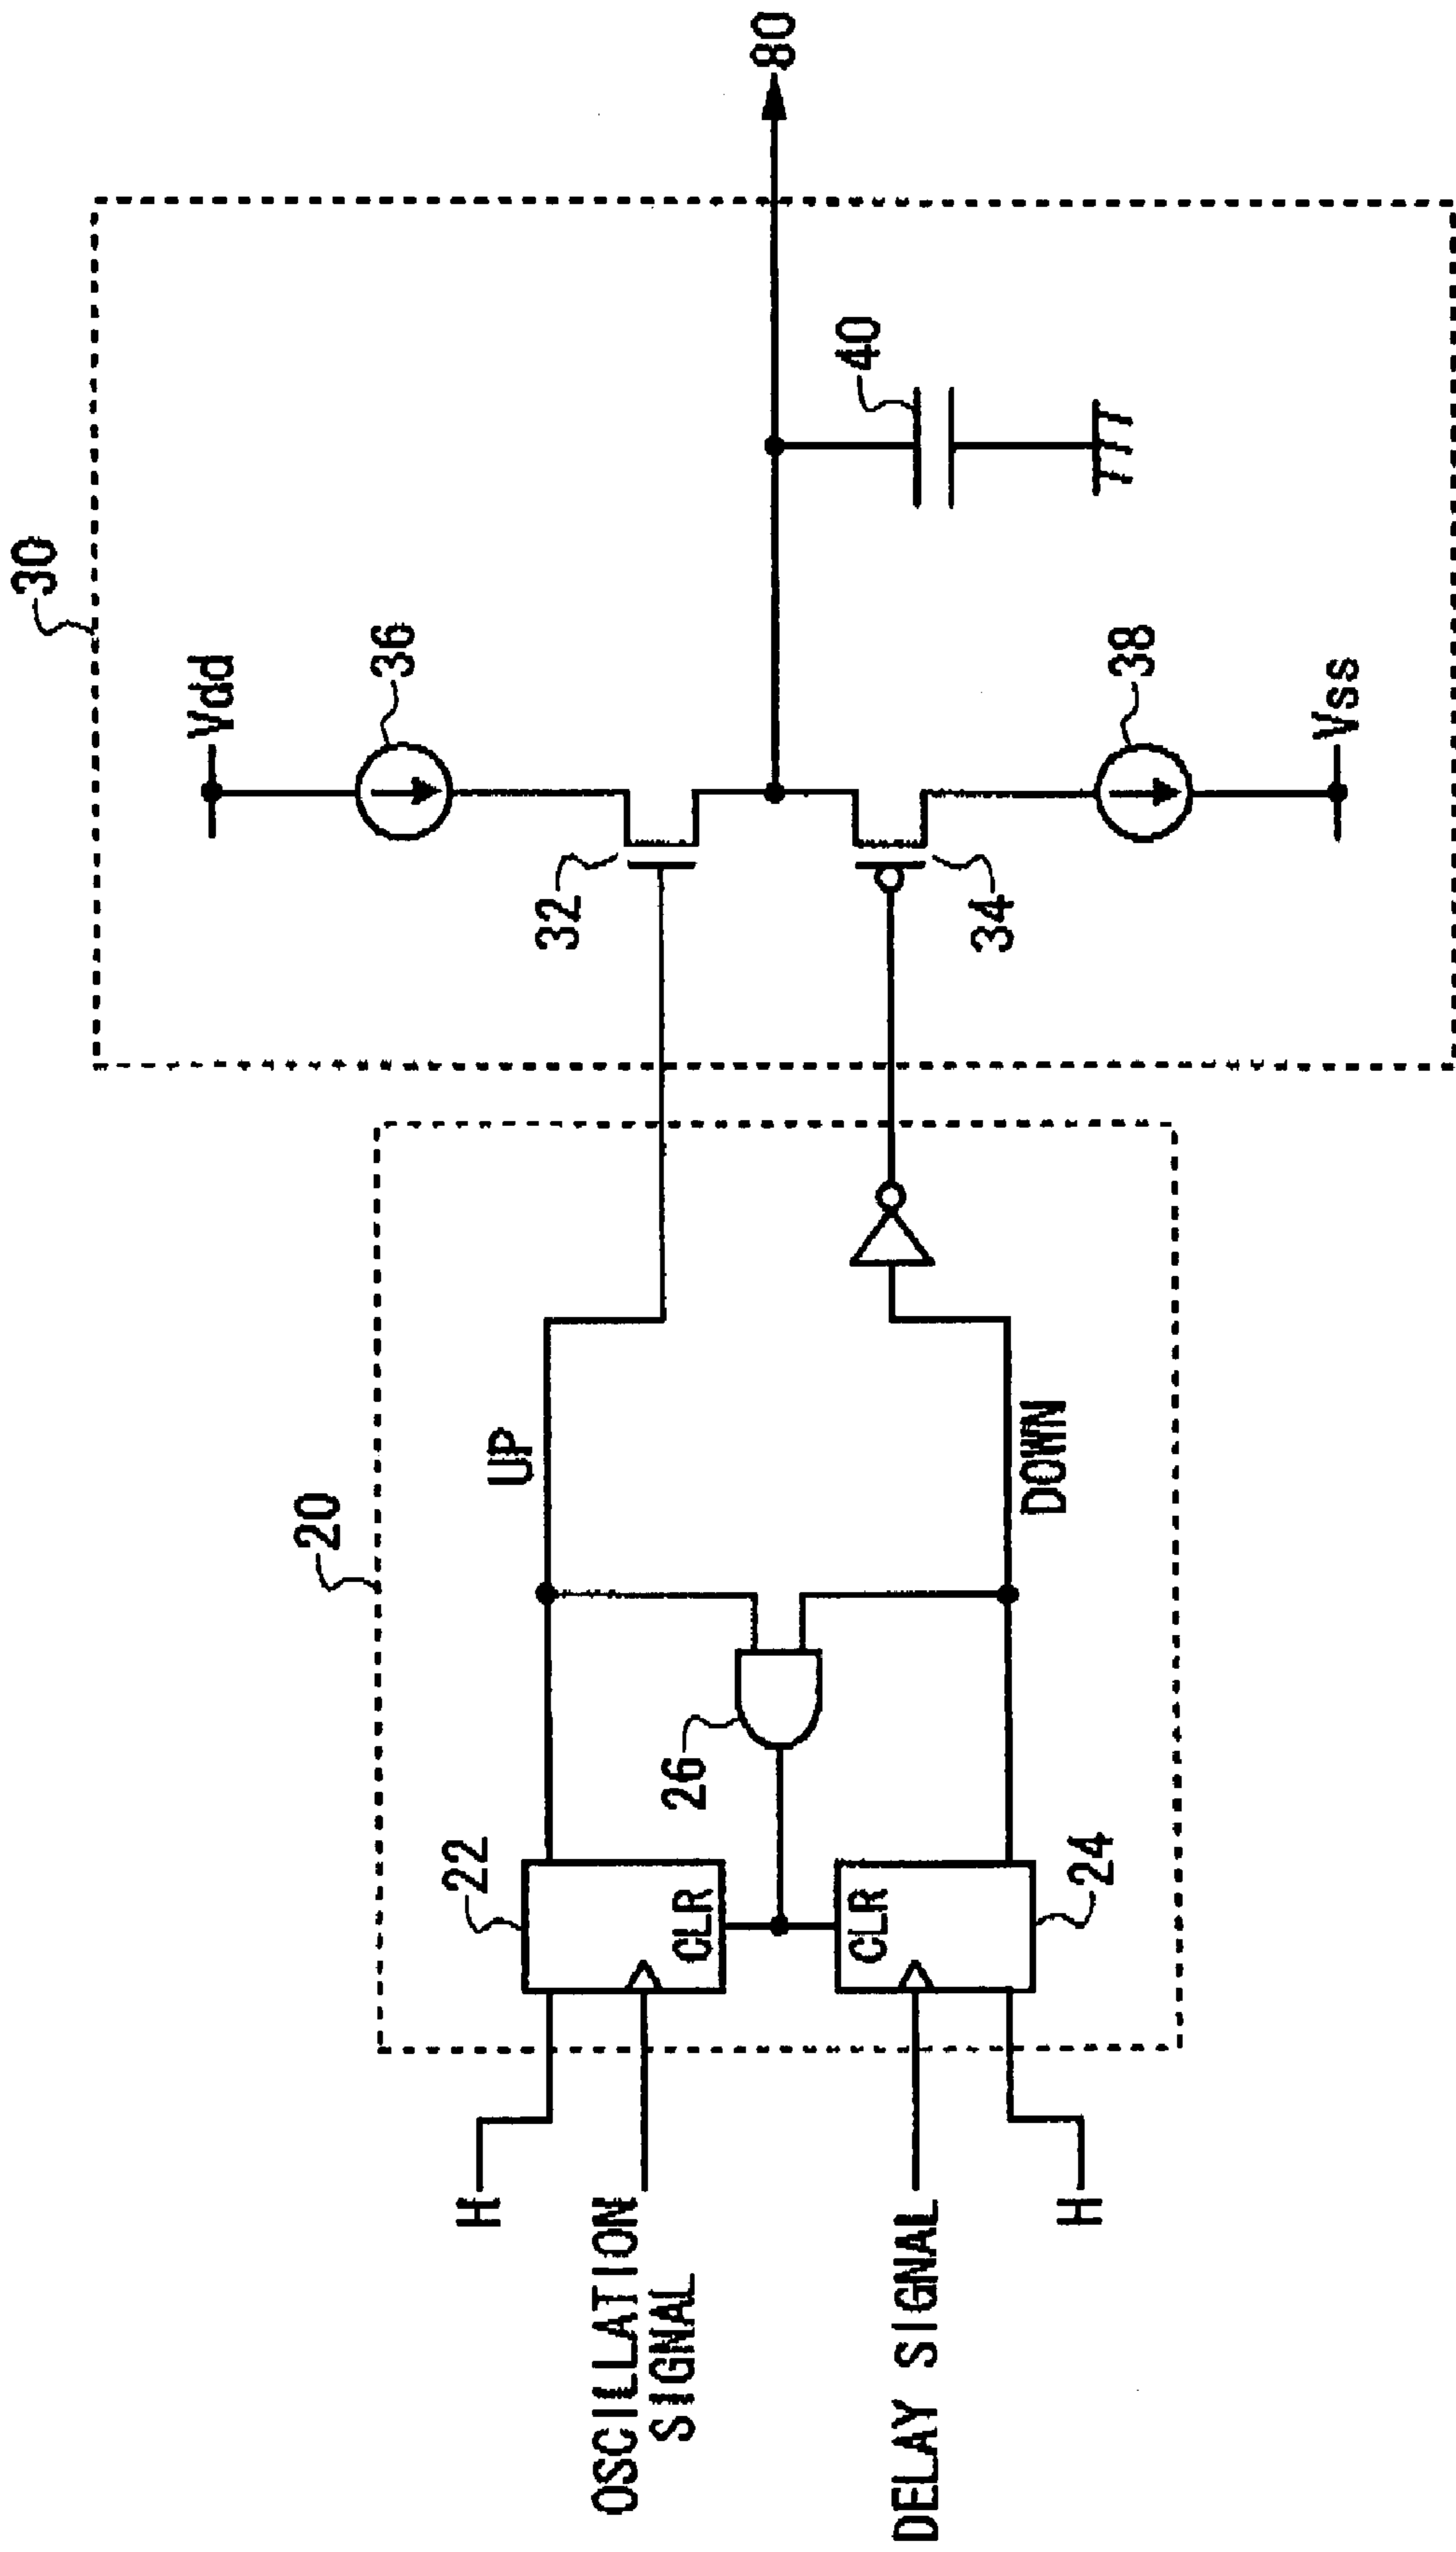 30
Vdd
36
20
UP
32
80
22
H
OSCILLATION
SIGNAL
CLR
26
40
CLR
DELAY SIGNAL
34
DOWN
24
H
38
Vss